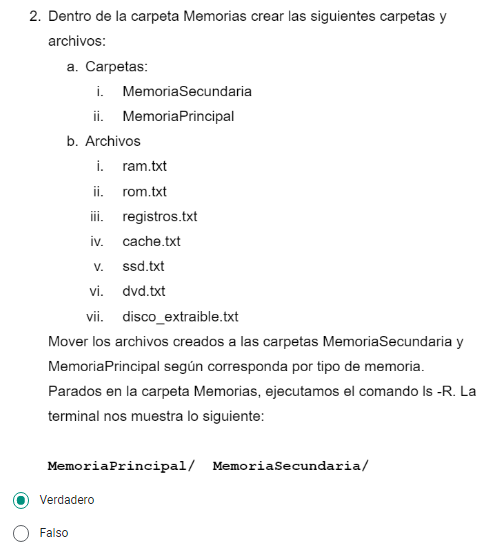 2. Dentro de la carpeta Memorias crear las siguientes carpetas y
archivos:
a. Carpetas:
i. MemoriaSecundaria
ii. MemoriaPrincipal
b. Archivos
i. ram.txt
ii. rom.txt
iii. registros.txt
iv. cache.txt
v. ssd.txt
vi. dvd.txt
vii. disco_extraible.txt
Mover los archivos creados a las carpetas MemoriaSecundaria y
MemoriaPrincipal según corresponda por tipo de memoria.
Parados en la carpeta Memorias, ejecutamos el comando ls -R. La
terminal nos muestra lo siguiente:
MemoriaPrincipal/ MemoriaSecundaria/
Verdadero
Falso